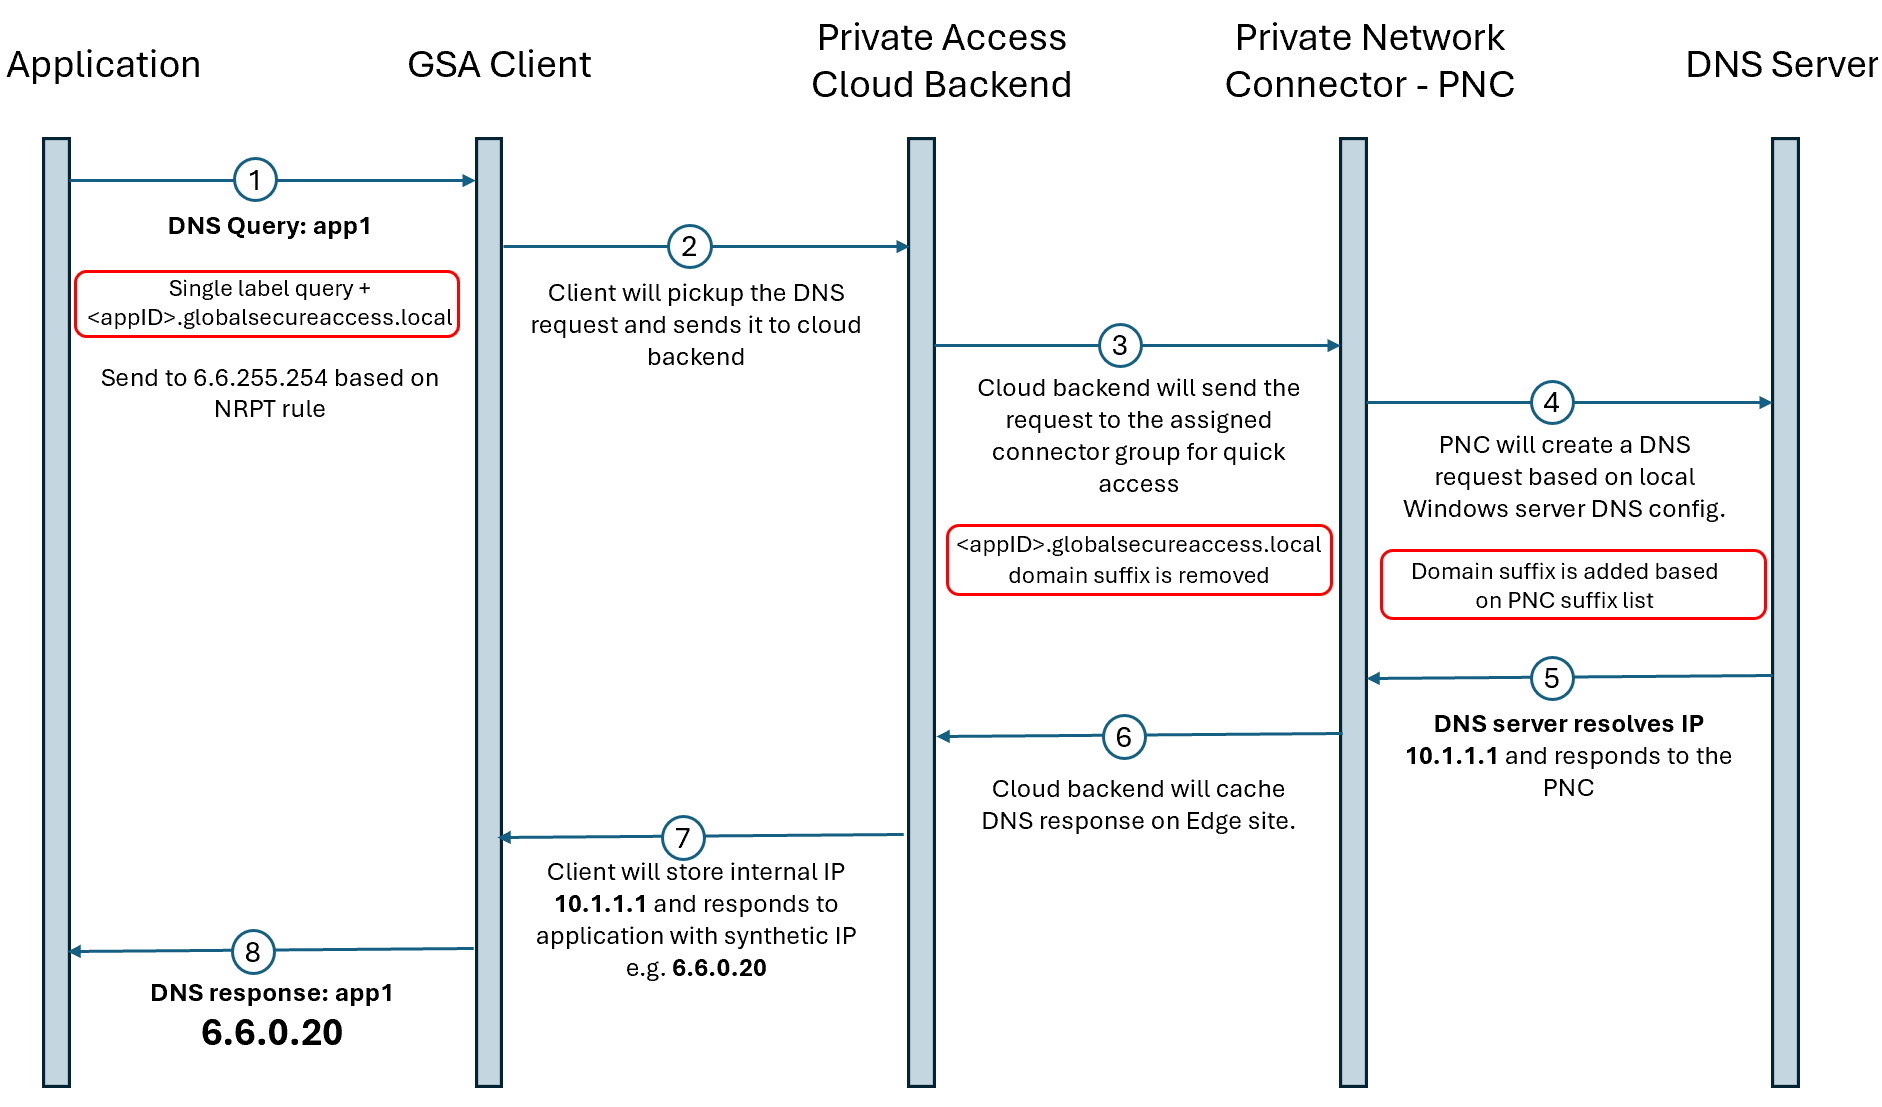 Application
GSA Client
Private Access
Cloud Backend
Private Network
Connector - PNC
DNS Server
1
DNS Query: app1
Single label query +
<appID>.globalsecureaccess.local
Send to 6.6.255.254 based on
NRPT rule
2
Client will pickup the DNS
request and sends it to cloud
backend
3
Cloud backend will send the
request to the assigned
connector group for quick
access
<appID>.globalsecureaccess.local
domain suffix is removed
4
PNC will create a DNS
request based on local
Windows server DNS config.
Domain suffix is added based
on PNC suffix list
5
DNS server resolves IP
10.1.1.1 and responds to the
PNC
6
Cloud backend will cache
DNS response on Edge site.
7
Client will store internal IP
10.1.1.1 and responds to
application with synthetic IP
e.g. 6.6.0.20
8
DNS response: app1
6.6.0.20